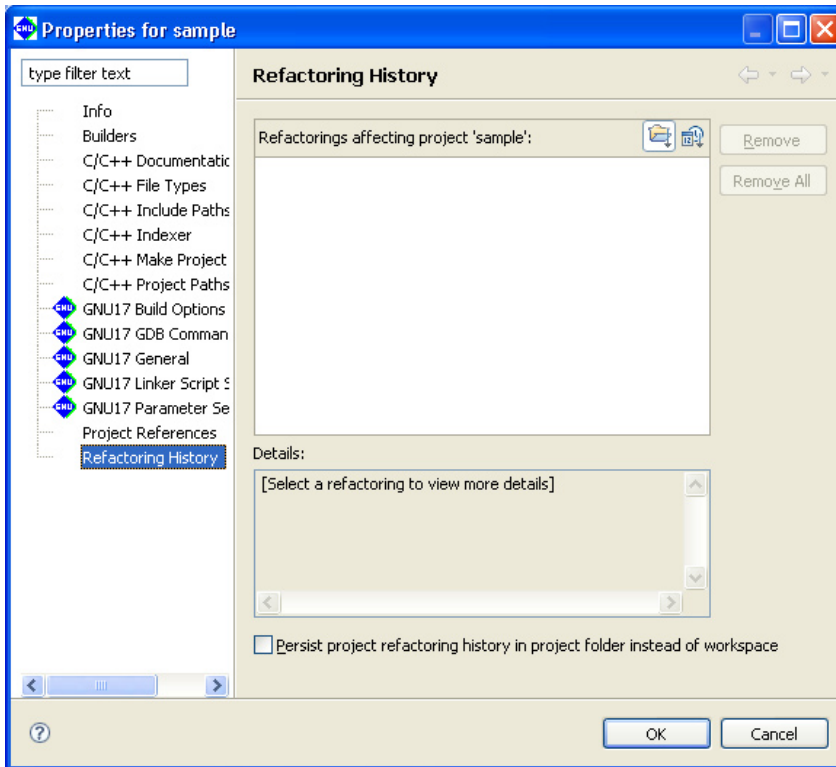 Properties for sample
type filter text
Info
Builders
C/C++ Documentatic
C/C++ File Types
C/C++ Include Paths
C/C++ Indexer
C/C++ Make Project
C/C++ Project Paths
GNU17 Build Options
GNU17 GDB Comman
GNU17 General
GNU17 Linker Script S
GNU17 Parameter Se
Project References
Refactoring History
Refactoring History
Refactorings affecting project 'sample':
Remove
Remove All
Details:
[Select a refactoring to view more details]
Persist project refactoring history in project folder instead of workspace
OK
Cancel